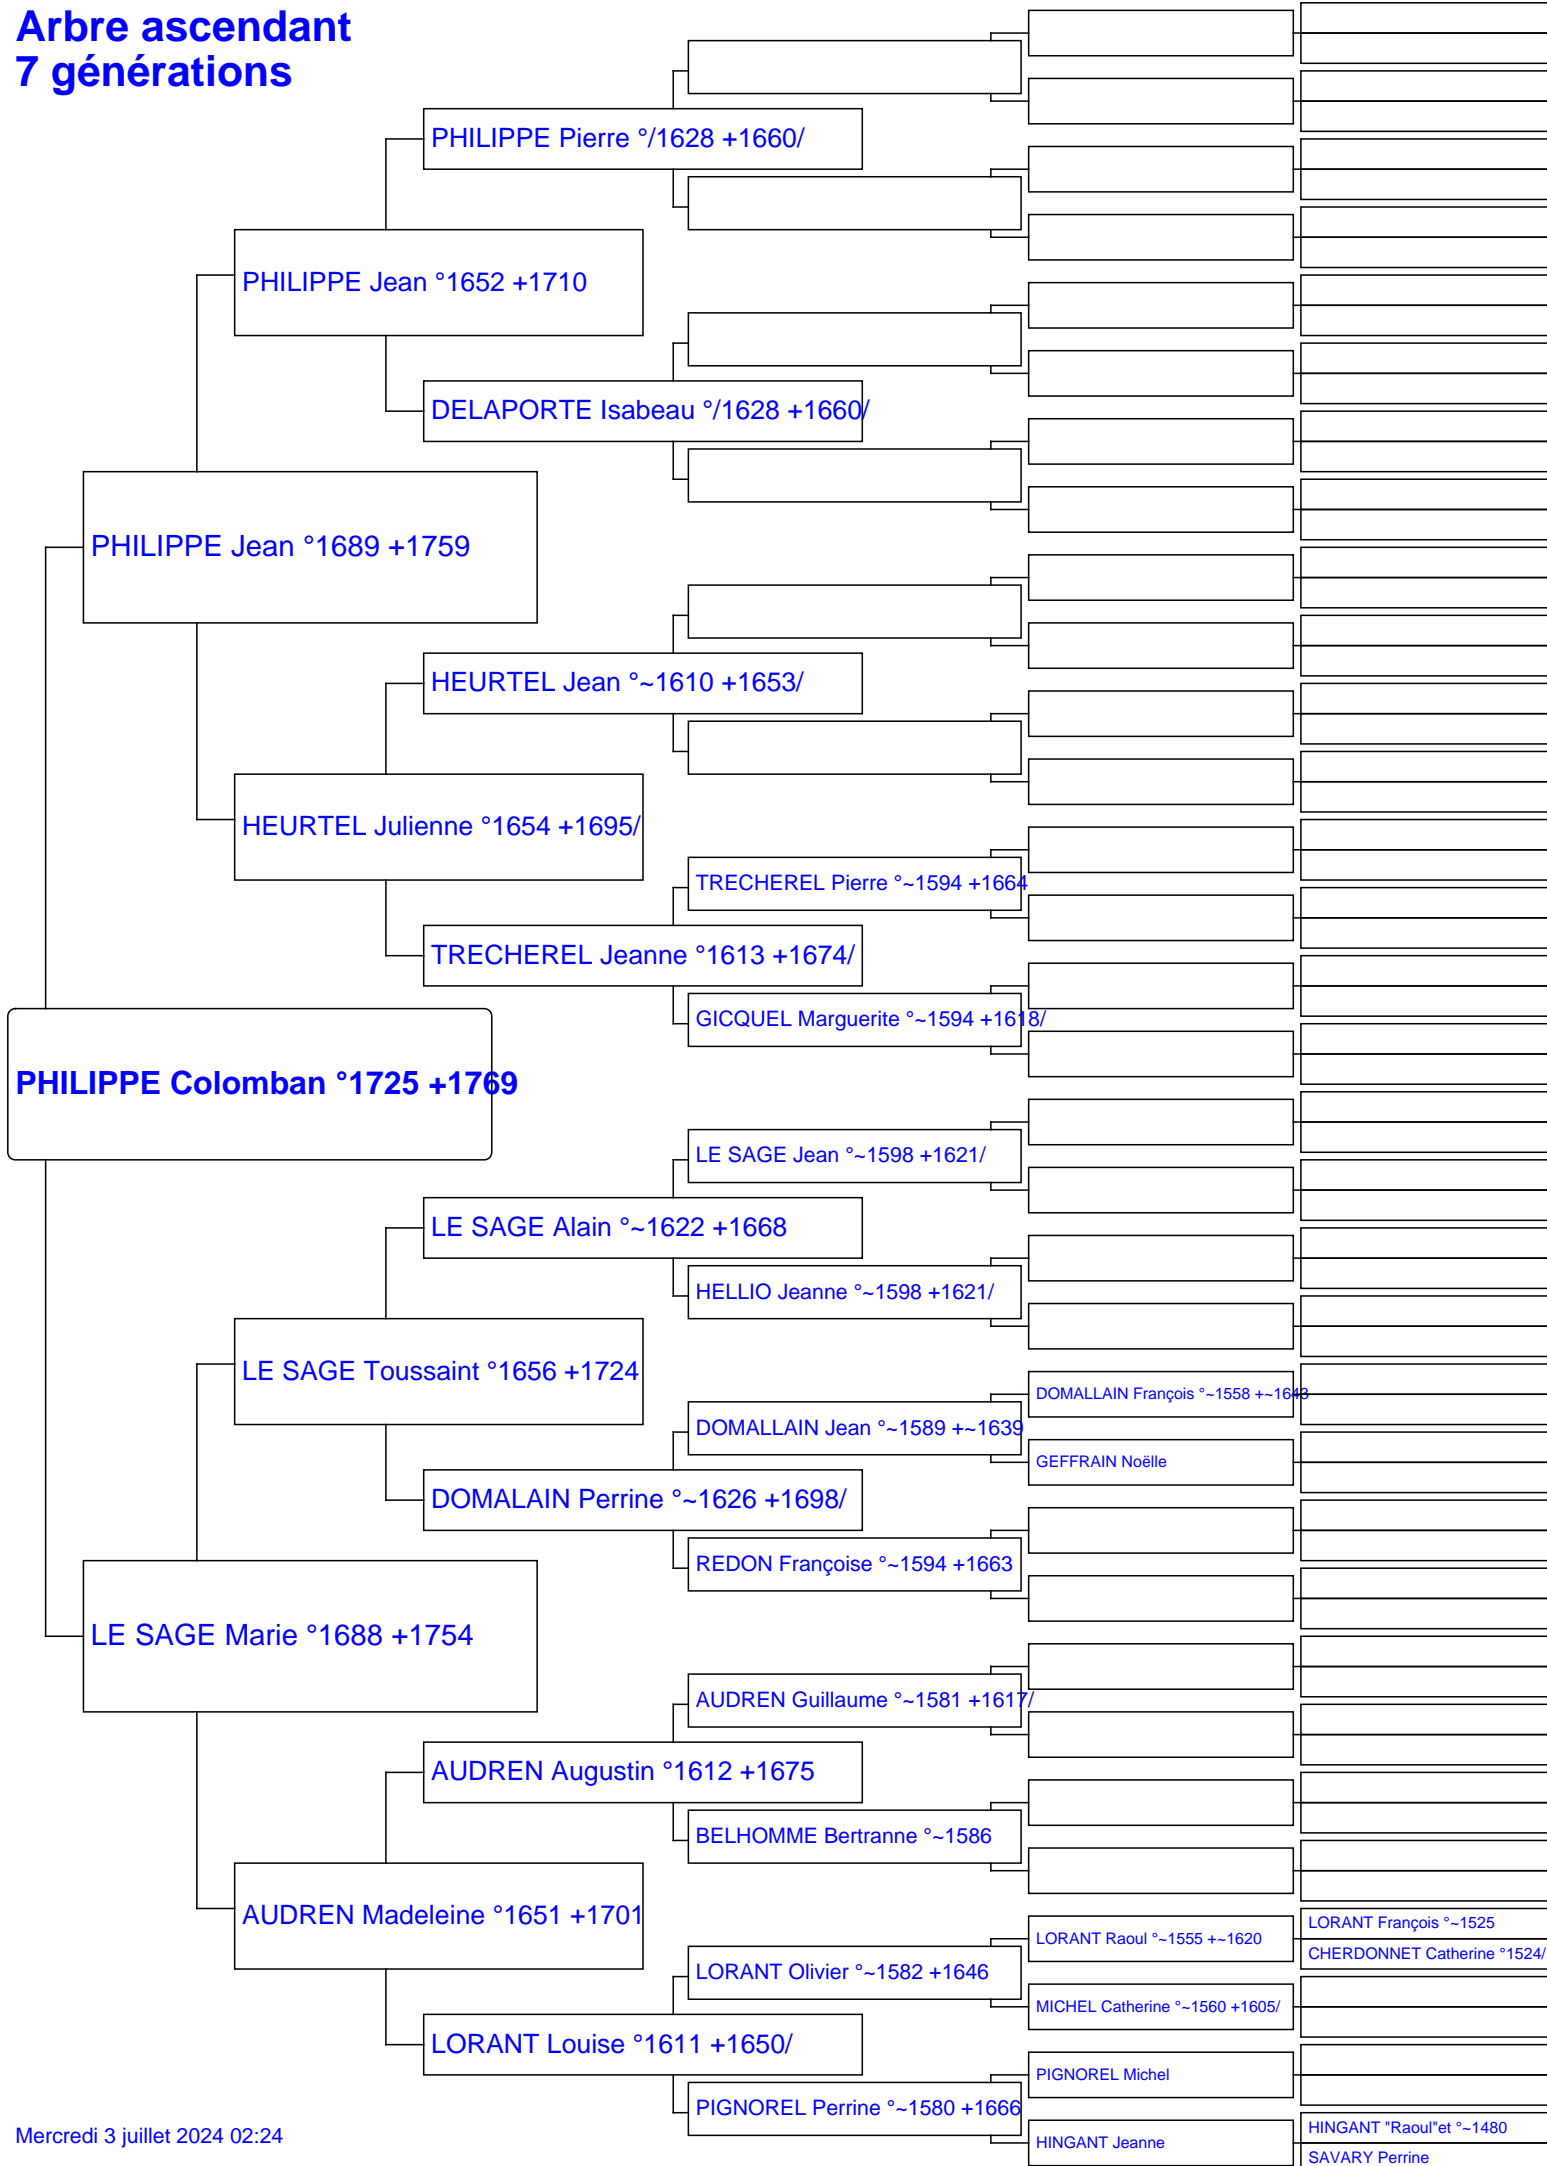 Arbre ascendant
7 générations
PHILIPPE Pierre °/1628 +1660/
PHILIPPE Jean °1652 +1710
DELAPORTE Isabeau °/1628 +1660/
PHILIPPE Jean °1689 +1759
HEURTEL Jean °~1610 +1653/
HEURTEL Julienne °1654 +1695/
TRECHEREL Pierre °~1594 +1664
TRECHEREL Jeanne °1613 +1674/
GICQUEL Marguerite °~1594 +1618/
PHILIPPE Colomban °1725 +1769
LE SAGE Jean °~1598 +1621/
LE SAGE Alain °~1622 +1668
HELLIO Jeanne °~1598 +1621/
LE SAGE Toussaint °1656 +1724
DOMALLAIN François °~1558 +~1643
DOMALLAIN Jean °~1589 +~1639
GEFFRAIN Noëlle
DOMALAIN Perrine °~1626 +1698/
REDON Françoise °~1594 +1663
LE SAGE Marie °1688 +1754
AUDREN Guillaume °~1581 +1617/
AUDREN Augustin °1612 +1675
BELHOMME Bertranne °~1586
AUDREN Madeleine °1651 +1701
LORANT François °~1525
LORANT Raoul °~1555 +~1620
CHERDONNET Catherine °1524/
LORANT Olivier °~1582 +1646
MICHEL Catherine °~1560 +1605/
LORANT Louise °1611 +1650/
PIGNOREL Michel
PIGNOREL Perrine °~1580 +1666
HINGANT "Raoul"et °~1480
HINGANT Jeanne
SAVARY Perrine
Mercredi 3 juillet 2024 02:24